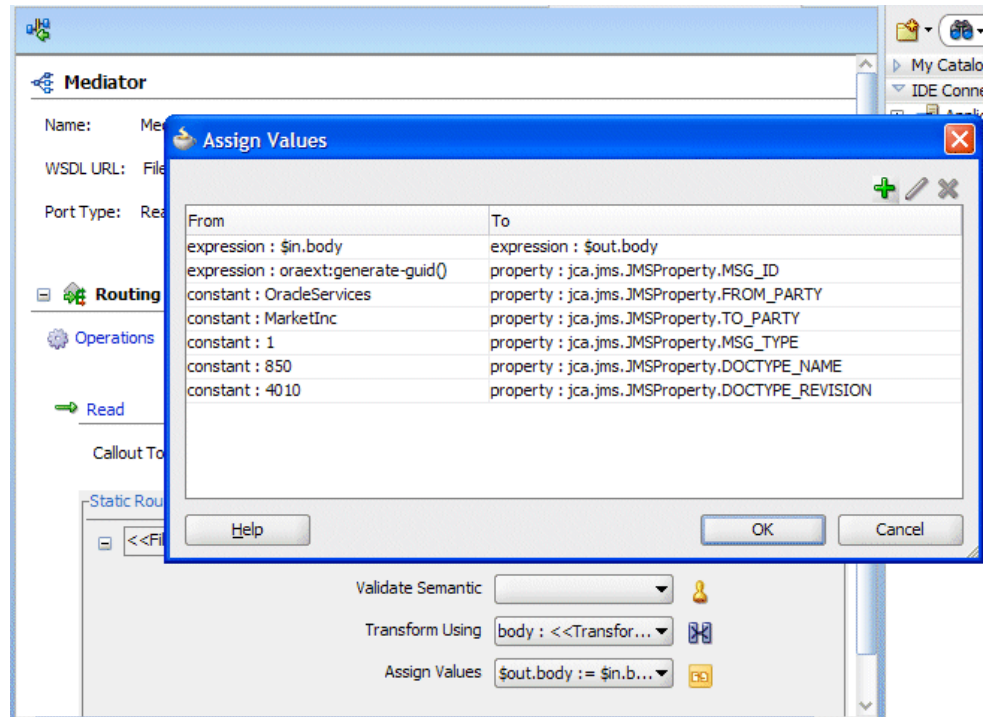 My Catalo
Mediator
IDE Conne
Name:
Assign Values
WSDL URL: File
Port Type:
From To
expression : $in.body expression : $out.body
expression : oraext:generate-guid() property : jca.jms.JMSProperty.MSG_ID
constant : OracleServices property : jca.jms.JMSProperty.FROM_PARTY
constant : MarketInc property : jca.jms.JMSProperty.TO_PARTY
constant : 1 property : jca.jms.JMSProperty.MSG_TYPE
constant : 850 property : jca.jms.JMSProperty.DOCTYPE_NAME
constant : 4010 property : jca.jms.JMSProperty.DOCTYPE_REVISION
Routing
Operations
Read
Callout To
Static Rou
<<Fil
Help OK Cancel
Validate Semantic
Transform Using body : <<Transfor...
Assign Values $out.body := $in.b...